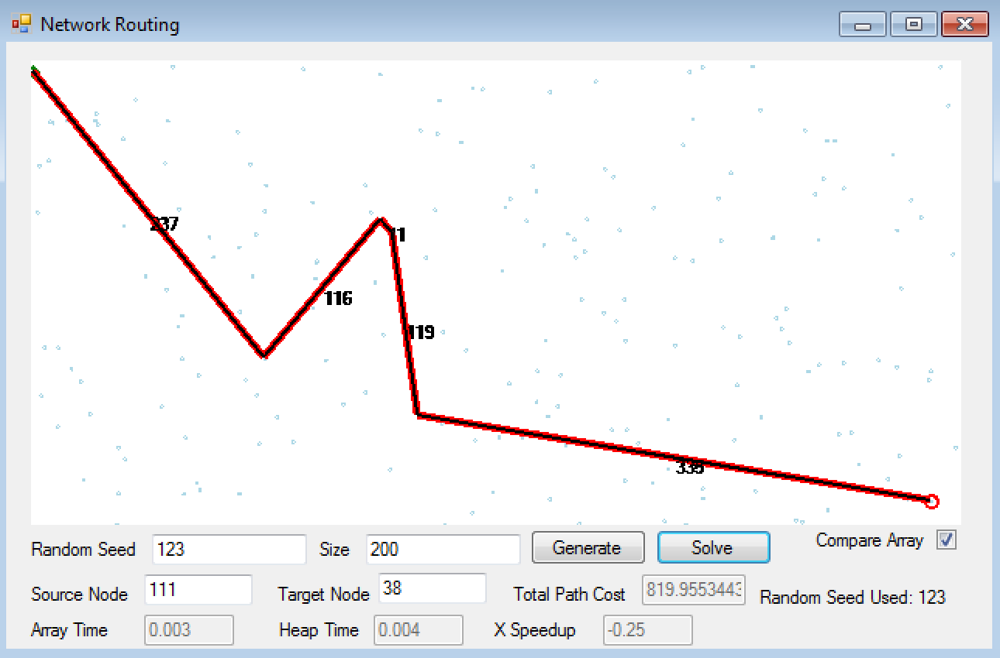 Network Routing
237
11
116
119
335
Random Seed 123 Size 200 Generate Solve Compare Array
Source Node 111 Target Node 38 Total Path Cost 819.9553443 Random Seed Used: 123
Array Time 0.003 Heap Time 0.004 X Speedup -0.25